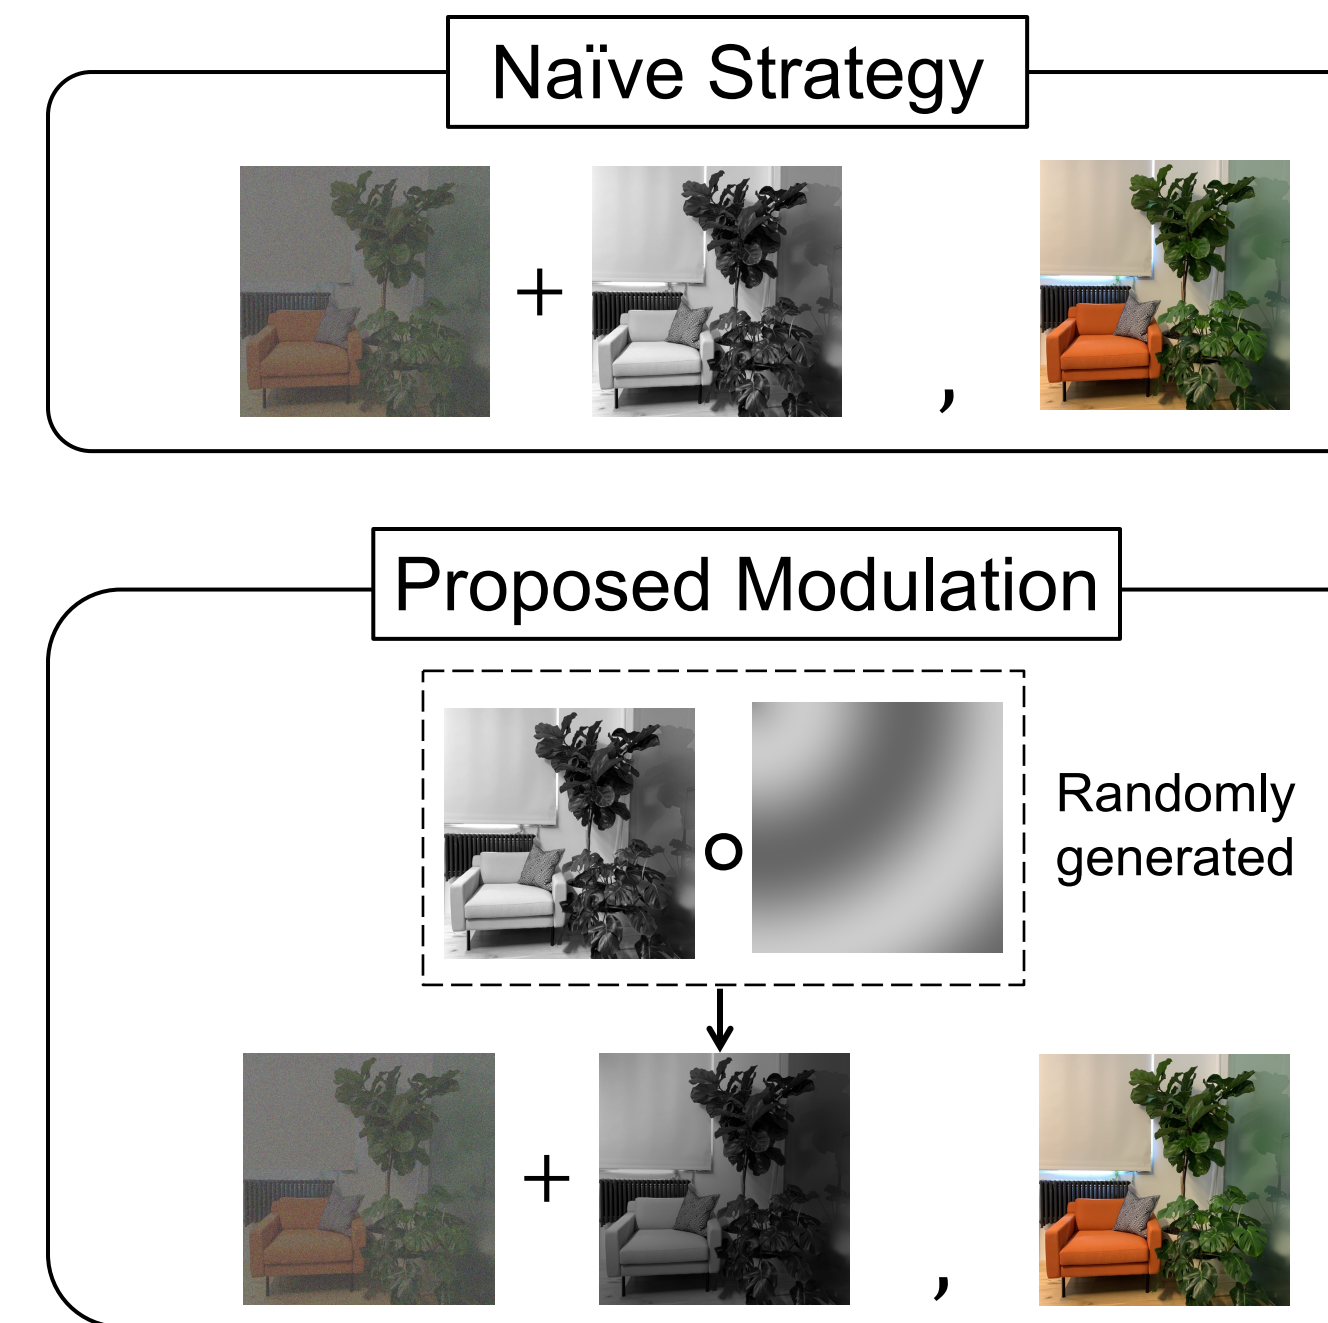 Naïve Strategy
+
,
Proposed Modulation
Randomly
generated
+
,